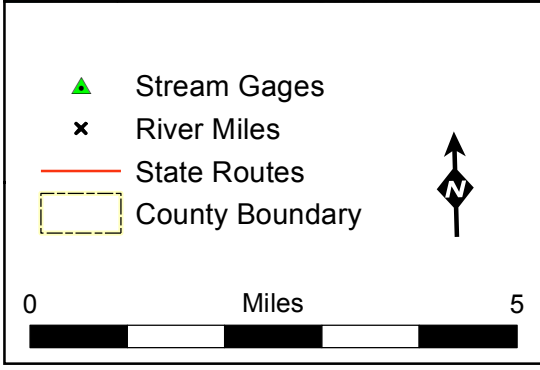 Stream Gages
River Miles
State Routes
County Boundary
N
0 Miles 5